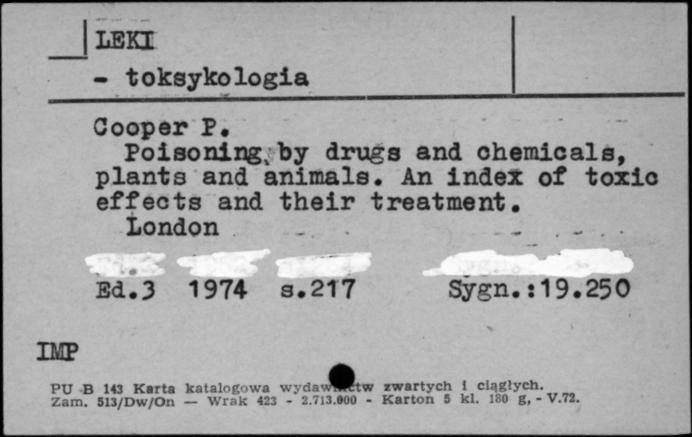 LEKI
- toksykologia
Cooper P.
Poisoning by drugs and chemicals,
plants and animals. An index of toxic
effects and their treatment.
London
Ed.3 1974 s.217 Sygn.:19.250
IMP
PU B 143 Karta katalogowa wydawnictw zwartych i ciągłych.
Zam. 513/Dw/On — Wrak 423 - 2.713.000 - Karton 5 kl. 180 g, - V.72.